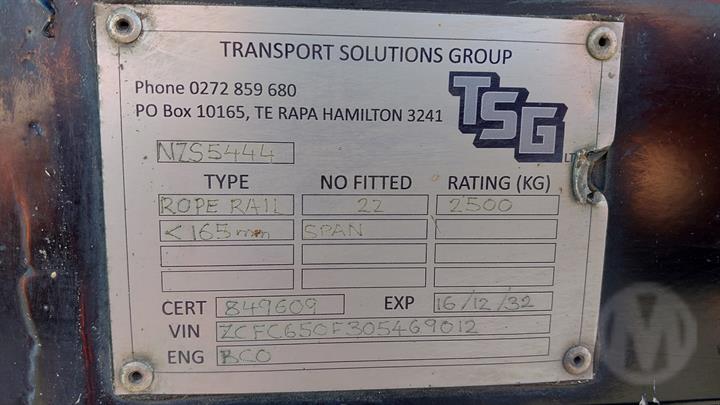 TRANSPORT SOLUTIONS GROUP
Phone 0272 859 680
PO Box 10165, TE RAPA HAMILTON 3241
TSG
LT
NZS5444
TYPE NO FITTED RATING (KG)
ROPE RAIL 22 2500
<165mm SPAN
CERT 849609 EXP 16/12/32
VIN ZCFC650F305469012
ENG BCO
M